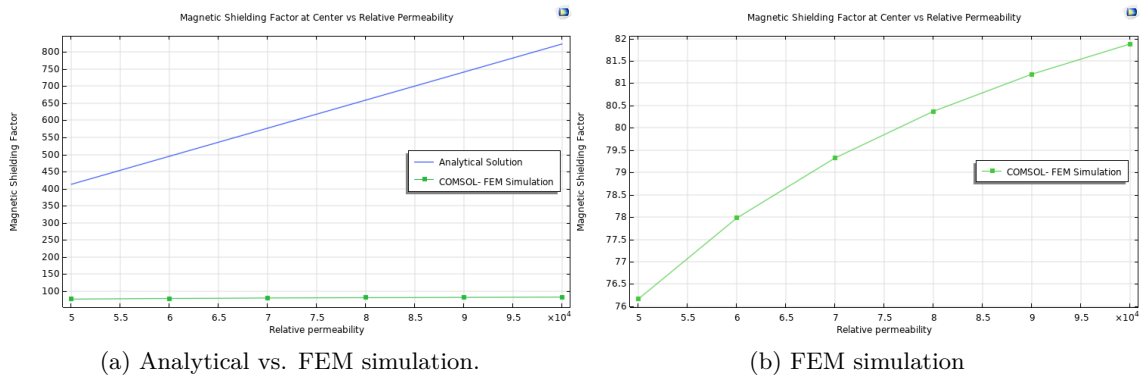 Magnetic Shielding Factor at Center vs Relative Permeability
Magnetic Shielding Factor
800
750
700
650
600
550
500
450
400
350
300
250
200
150
100
Analytical Solution
COMSOL- FEM Simulation
5 5.5 6 6.5 7 7.5 8 8.5 9 9.5 ×10⁴
Relative permeability
(a) Analytical vs. FEM simulation.
Magnetic Shielding Factor at Center vs Relative Permeability
Magnetic Shielding Factor
82
81.5
81
80.5
80
79.5
79
78.5
78
77.5
77
76.5
76
COMSOL- FEM Simulation
5 5.5 6 6.5 7 7.5 8 8.5 9 9.5 ×10⁴
Relative permeability
(b) FEM simulation